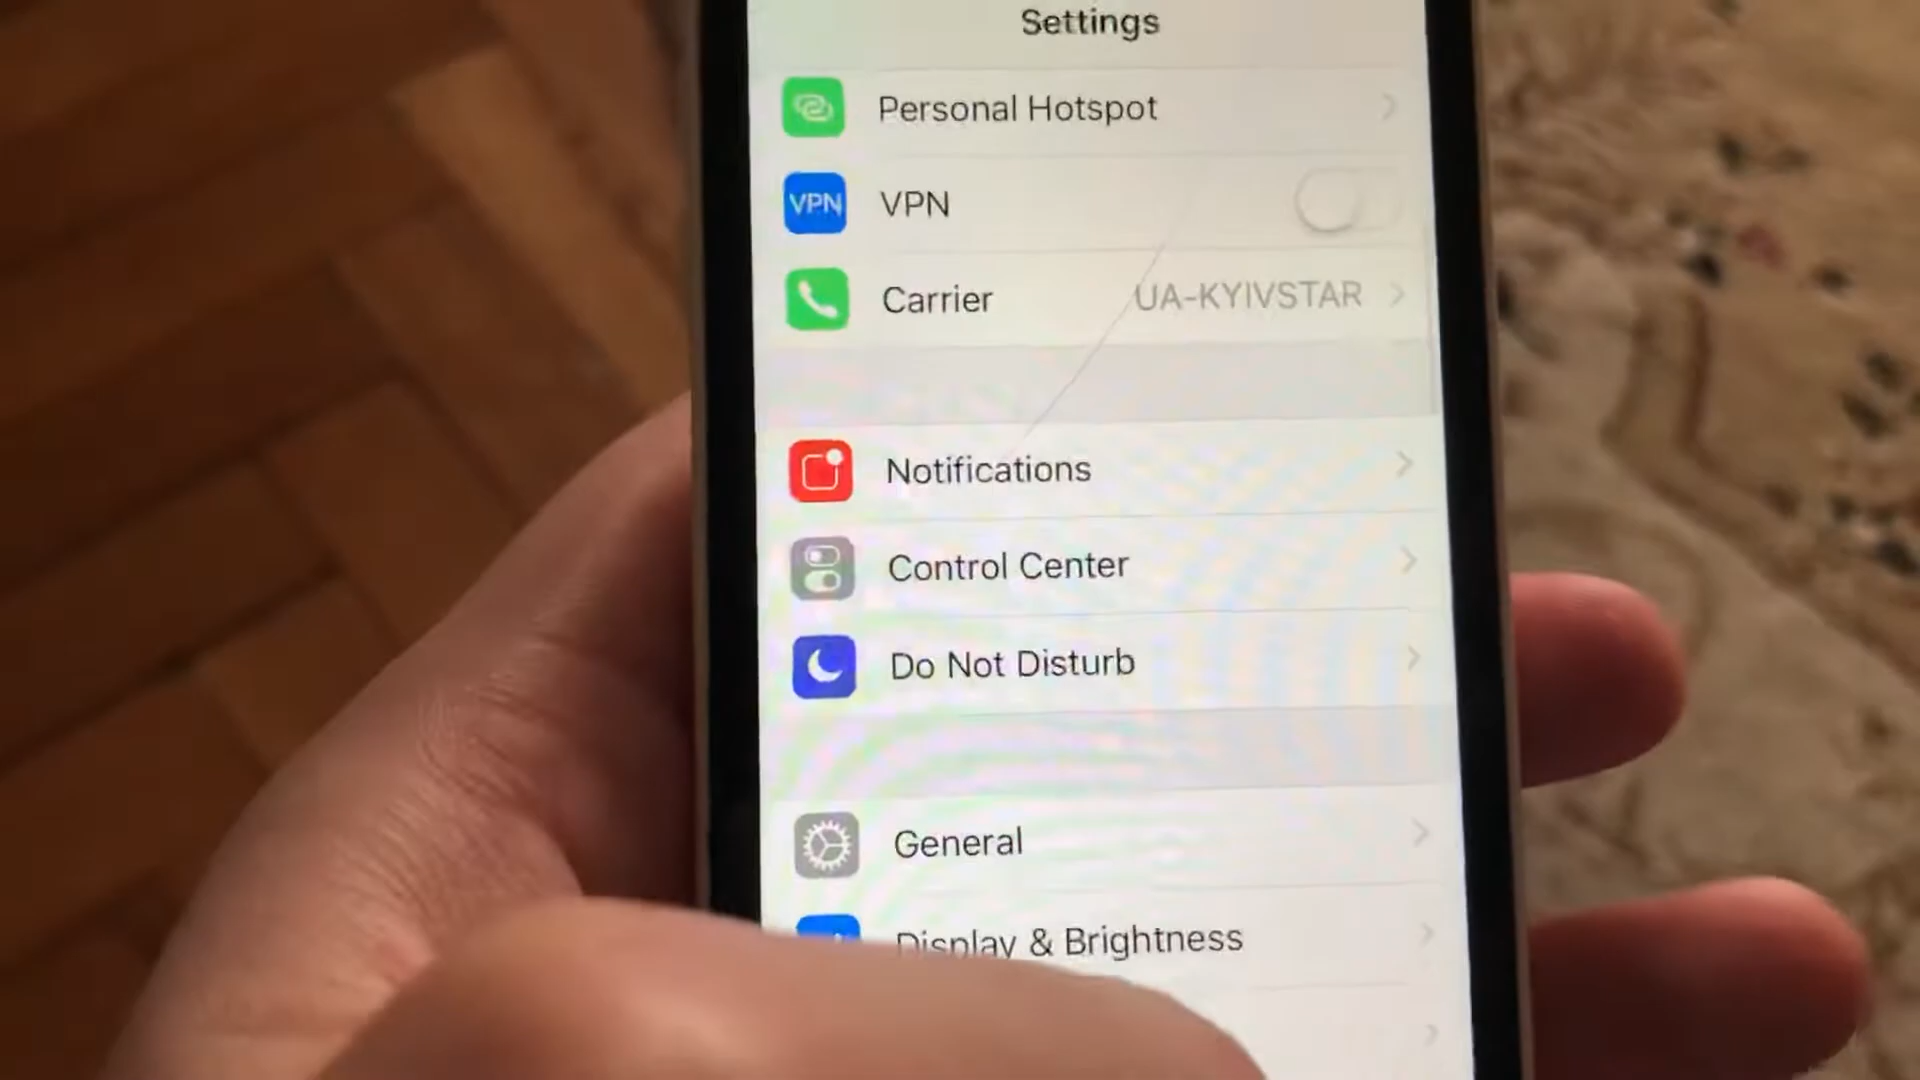 Settings
Personal Hotspot
VPN VPN
Carrier UA-KYIVSTAR
Notifications
Control Center
Do Not Disturb
General
Display & Brightness